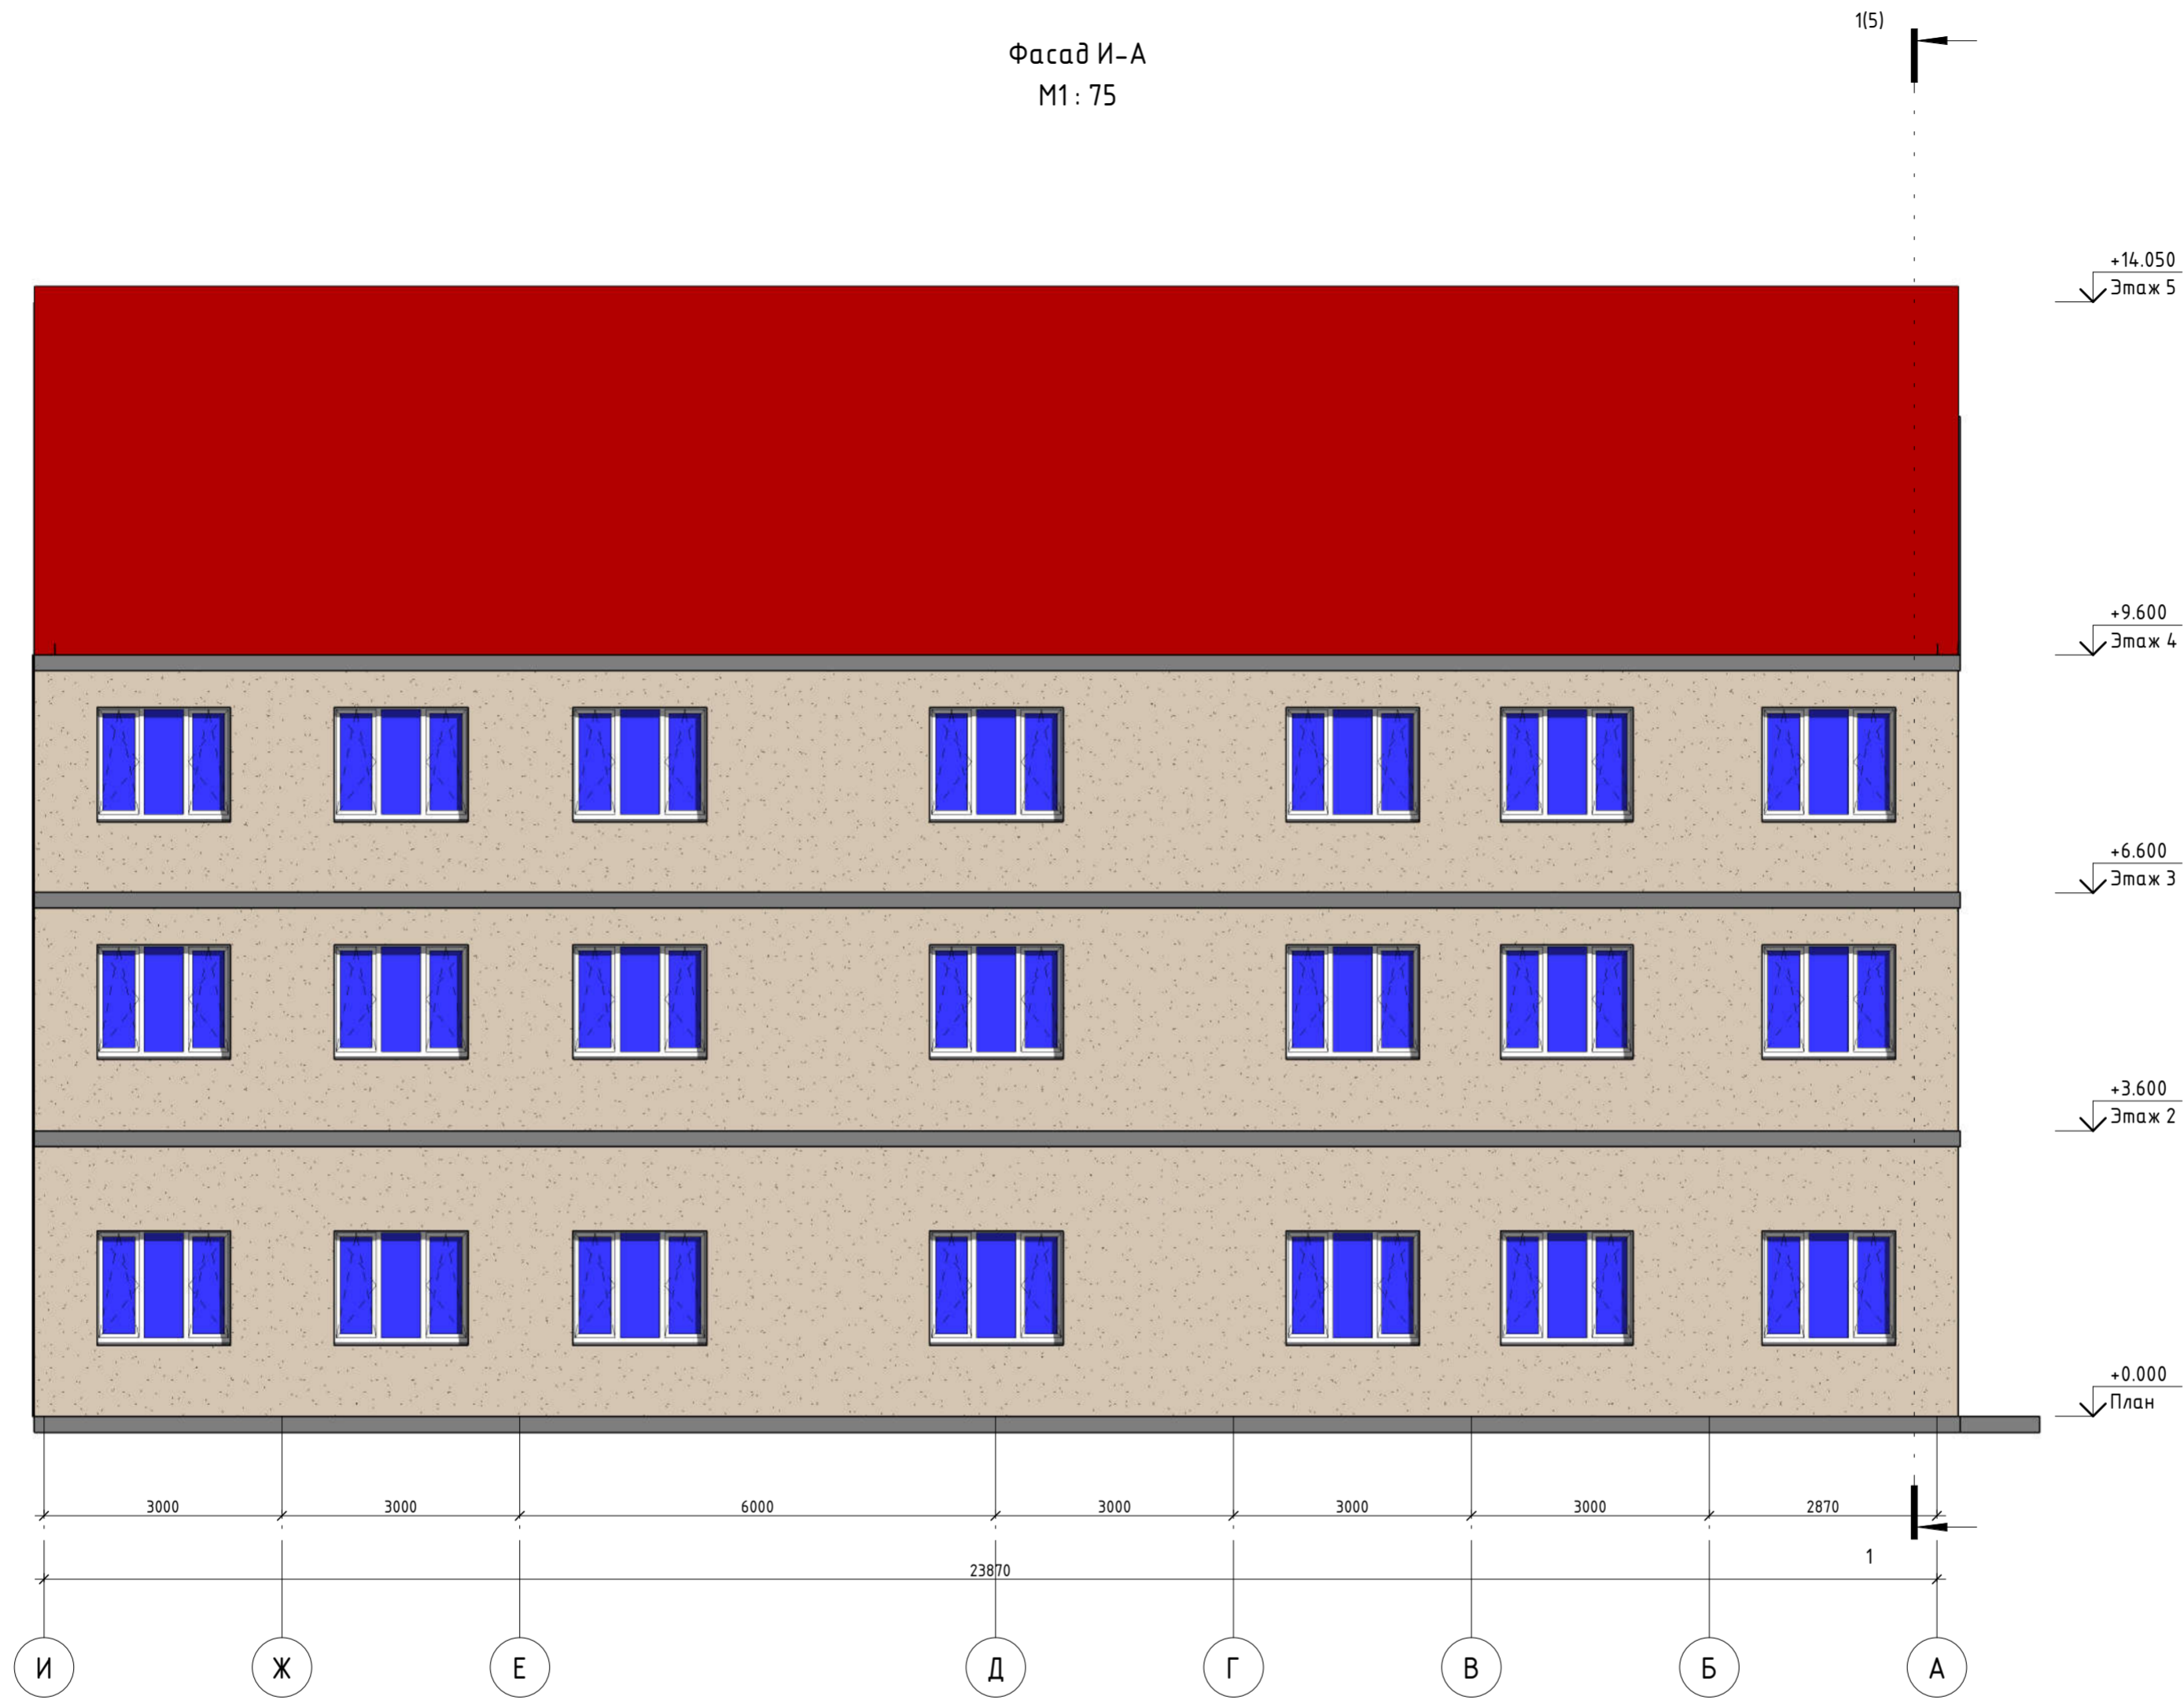 1(5)
Фасад И-А
М1 : 75
+14.050
Этаж 5
+9.600
Этаж 4
+6.600
Этаж 3
+3.600
Этаж 2
+0.000
План
3000 3000 6000 3000 3000 3000 2870
1
23870
И Ж Е Д Г В Б А